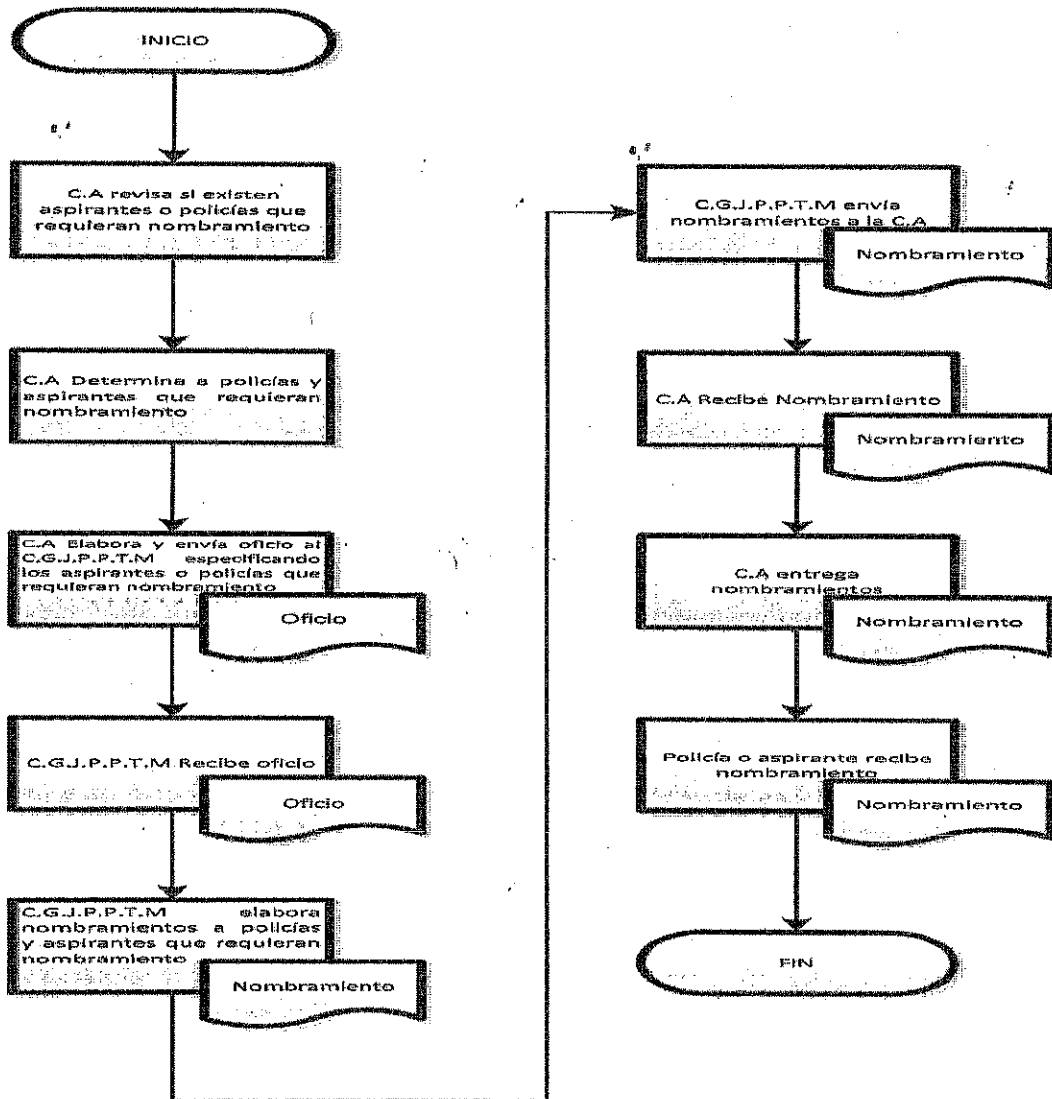 INICIO
C.A revisa si existen
aspirantes o policías que
requieran nombramiento
C.A Determina a policías y
aspirantes que requieran
nombramiento
C.A Elabora y envía oficio al
C.G.J.P.P.T.M especificando
los aspirantes o policías que
requieran nombramiento
Oficio
C.G.J.P.P.T.M Recibe oficio
Oficio
C.G.J.P.P.T.M elabora
nombramientos a policías
y aspirantes que requieran
nombramiento
Nombramiento
C.G.J.P.P.T.M envía
nombramientos a la C.A
Nombramiento
C.A Recibe Nombramiento
Nombramiento
C.A entrega
nombramientos
Nombramiento
Policía o aspirante recibe
nombramiento
Nombramiento
FIN